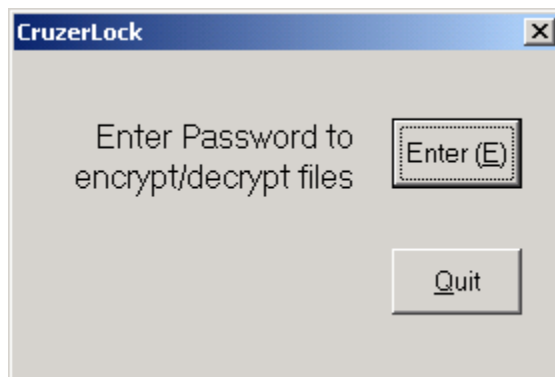 CruzerLock
Enter Password to
encrypt/decrypt files
Enter (E)
Quit